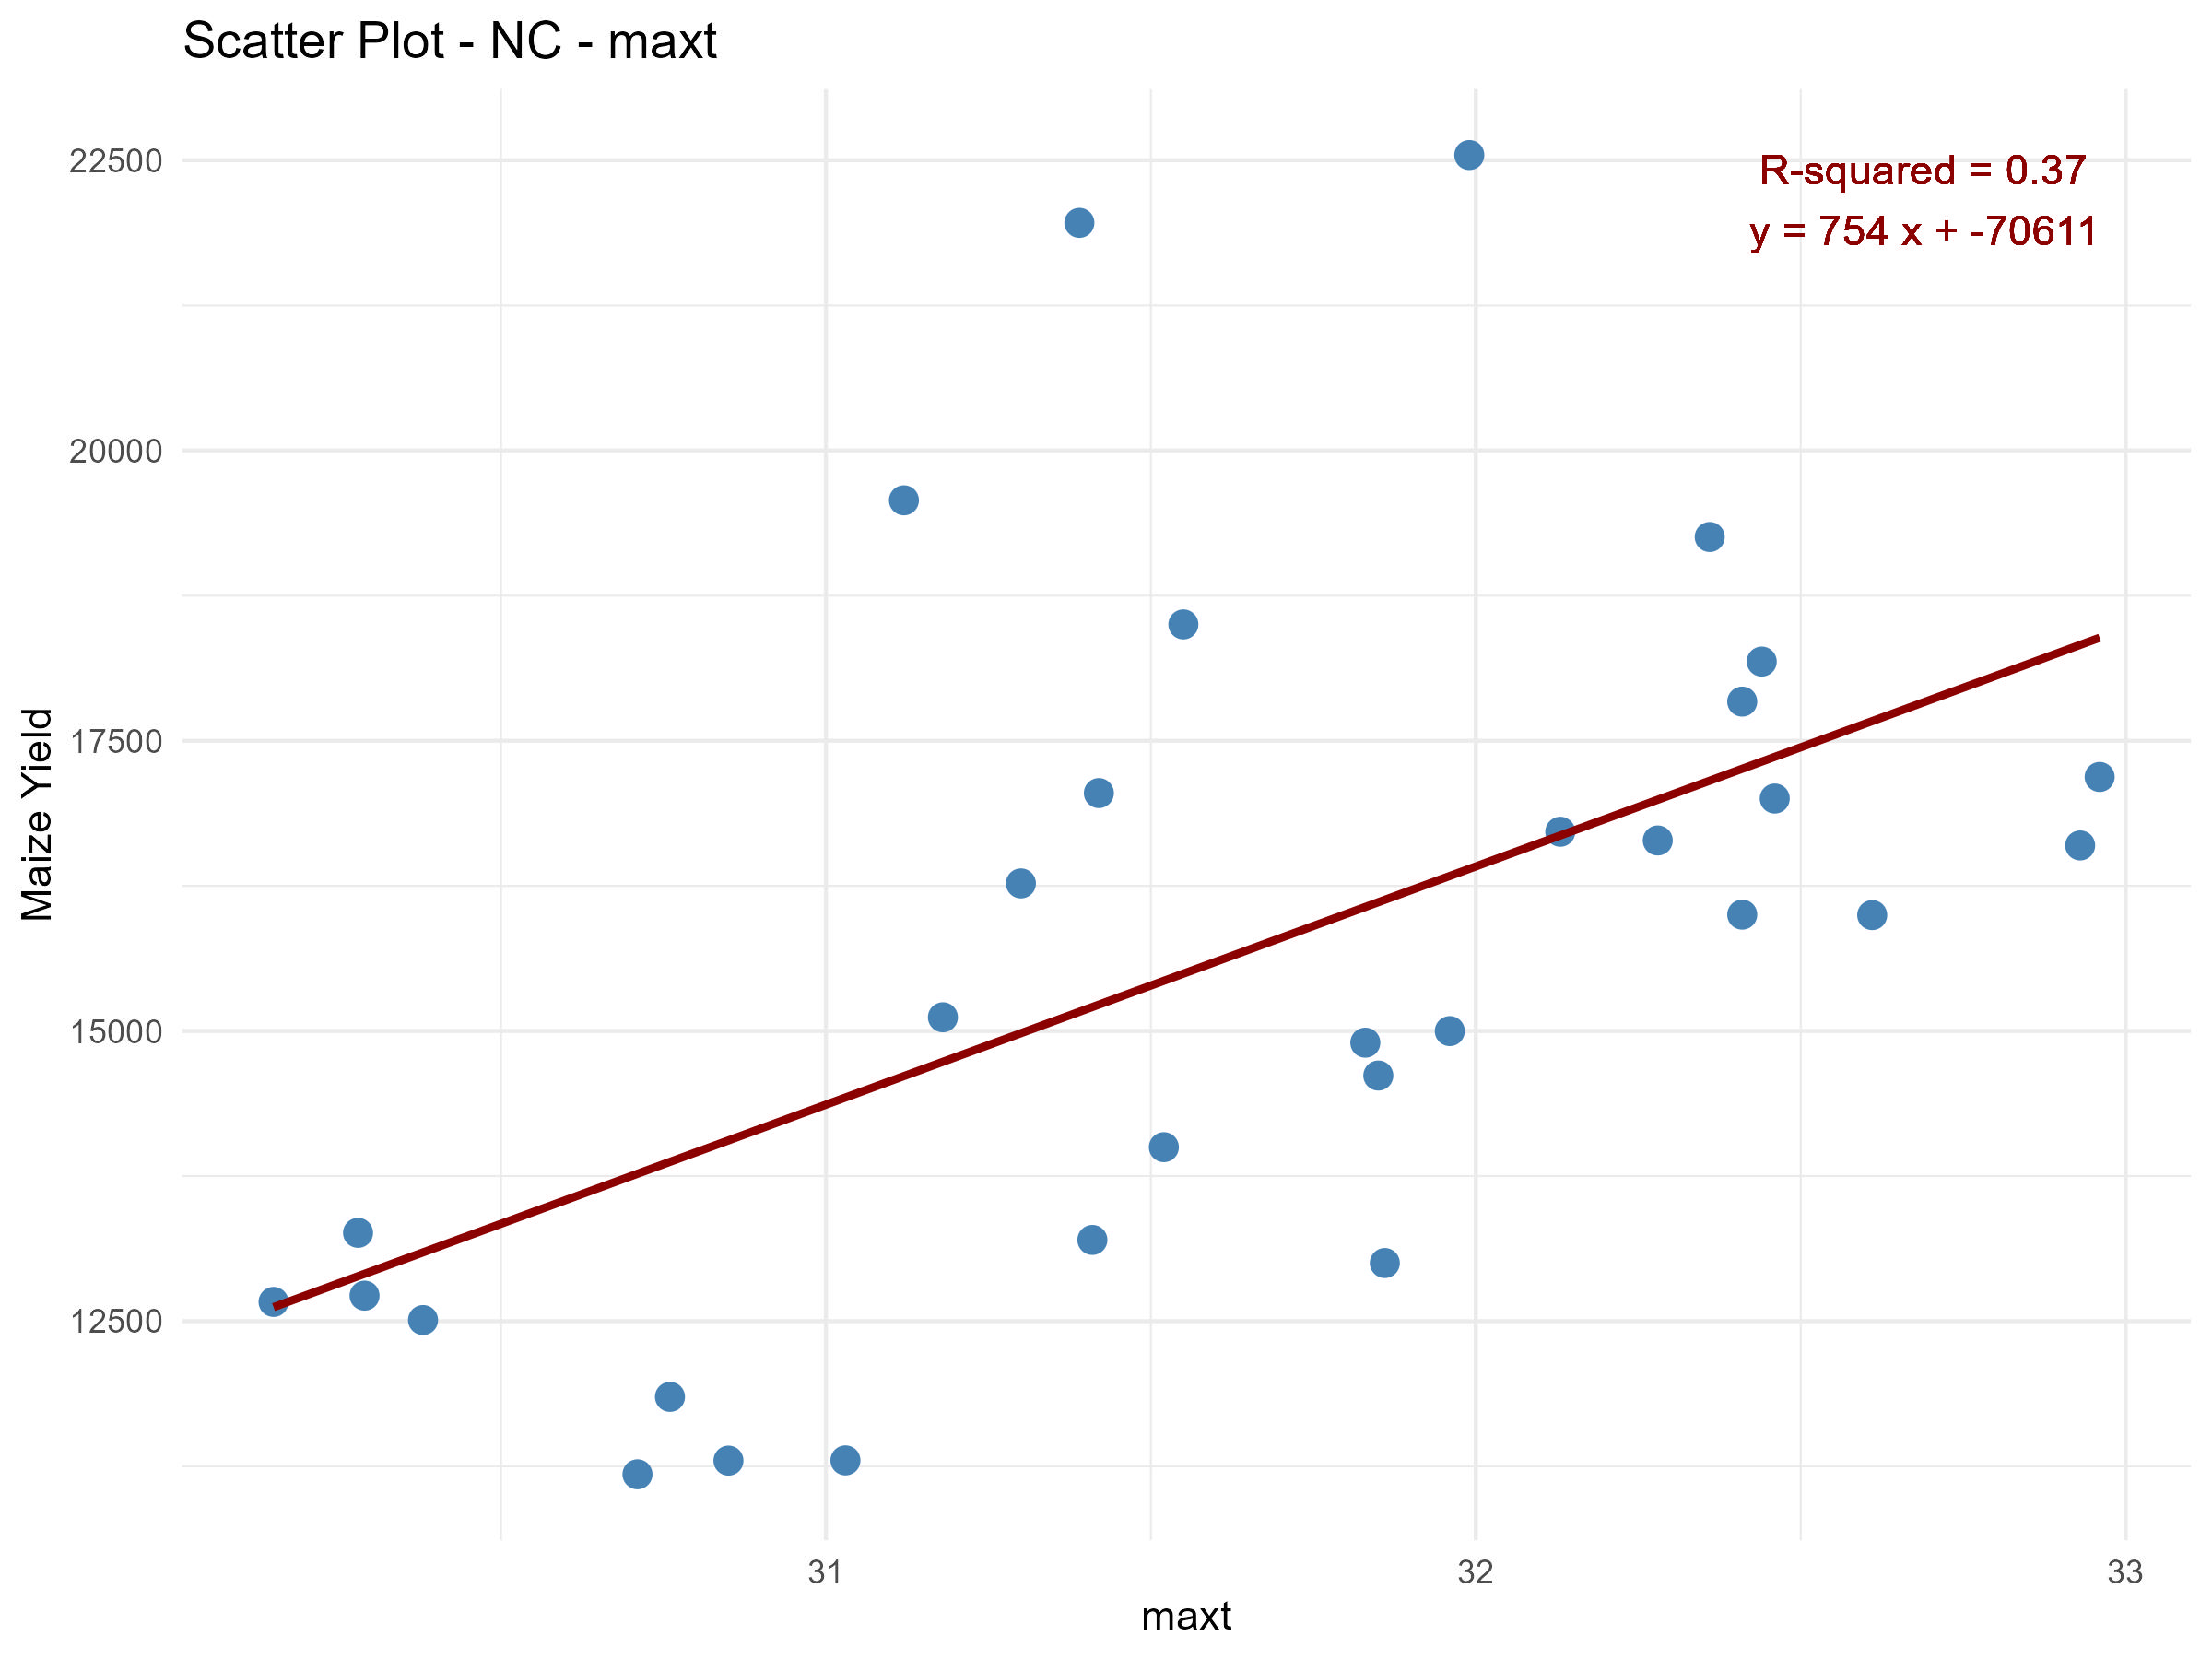 Scatter Plot - NC - maxt
R-squared = 0.37
y = 754 x + -70611
Maize Yield
22500
20000
17500
15000
12500
31
32
33
maxt